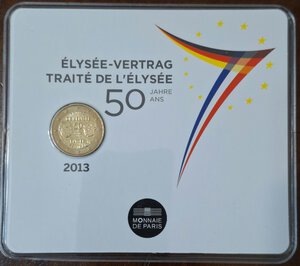 ÉLYSÉE-VERTRAG
TRAITÉ DE L'ÉLYSÉE
50 JAHRE
ANS
2013
MONNAIE
DE PARIS